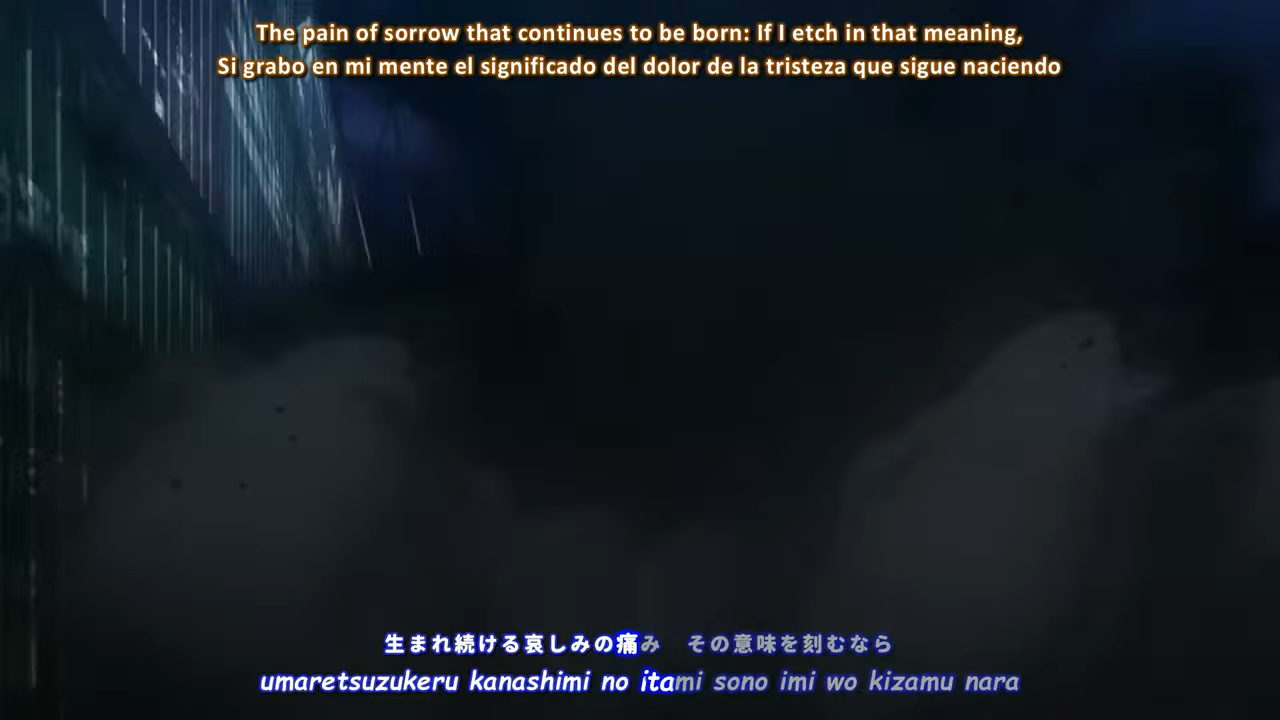 The pain of sorrow that continues to be born: If I etch in that meaning,
Si grabo en mi mente el significado del dolor de la tristeza que sigue naciendo
生まれ続ける哀しみの痛み　その意味を刻むなら
umaretsuzukeru kanashimi no itami sono imi wo kizamu nara